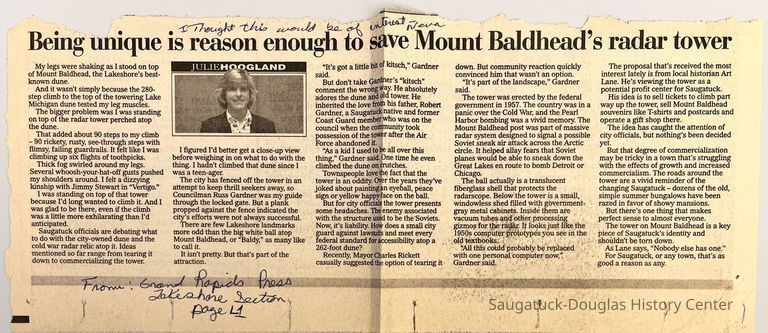 I Thought this would be of interest Neva
Being unique is reason enough to save Mount Baldhead's radar tower
My legs were shaking as I stood on
top of Mount Baldhead, the Lakeshore's best-
known dune.
And it wasn't simply because the 280-
step climb to the top of the towering Lake
Michigan dune tested my leg muscles.
The bigger problem was I was standing
on top of the radar tower perched atop
the dune.
That added about 90 steps to my climb
– 90 rickety, rusty, see-through steps with
flimsy, failing guardrails. It felt like I was
climbing up six flights of toothpicks.
Thick fog swirled around my legs.
Several whoosh-your-hat-off gusts pushed
my shoulders around. I felt a dizzying
kinship with Jimmy Stewart in "Vertigo."
I was standing on top of that tower
because I'd long wanted to climb it. And I
was glad to be there, even if the climb
was a little more exhilarating than I'd
anticipated.
Saugatuck officials are debating what
to do with the city-owned dune and the
cold war radar relic atop it. Ideas
mentioned so far range from tearing it
down to commercializing the tower.
JULIE HOOGLAND
I figured I'd better get a close-up view
before weighing in on what to do with the
thing. I hadn't climbed that dune since I
was a teen-ager.
The city has fenced off the tower in an
attempt to keep thrill seekers away, so
Councilman Russ Gardner was my guide
through the locked gate. But a plank
propped against the fence indicated the
city's efforts were not always successful.
There are few Lakeshore landmarks
more odd than the big white ball atop
Mount Baldhead, or "Baldy," as many like
to call it.
It isn't pretty. But that's part of the
attraction.
"It's got a little bit of kitsch," Gardner
said.
But don't take Gardner's "kitsch"
comment the wrong way. He absolutely
adores the dune and old tower. He
inherited the love from his father, Robert
Gardner, a Saugatuck native and former
Coast Guard member who was on the
council when the community took
possession of the tower after the Air
Force abandoned it.
"As a kid I used to be all over this
thing," Gardner said. One time he even
climbed the dune on crutches.
Townspeople love the fact that the
tower is an oddity. Over the years they've
joked about painting an eyeball, peace
sign or yellow happy face on the ball.
But for city officials the tower presents
some headaches. The enemy associated
with the structure used to be the Soviets.
Now, it's liability. How does a small city
guard against lawsuits and meet every
federal standard for accessibility atop a
262-foot dune?
Recently, Mayor Charles Rickett
casually suggested the option of tearing it
down. But community reaction quickly
convinced him that wasn't an option.
"It's part of the landscape," Gardner
said.
The tower was erected by the federal
government in 1957. The country was in a
panic over the Cold War, and the Pearl
Harbor bombing was a vivid memory. The
Mount Baldhead post was part of massive
radar system designed to signal a possible
Soviet sneak air attack across the Arctic
circle. It helped allay fears that Soviet
planes would be able to sneak down the
Great Lakes en route to bomb Detroit or
Chicago.
The ball actually is a translucent
fiberglass shell that protects the
radarscope. Below the tower is a small,
windowless shed filled with government-
gray metal cabinets. Inside them are
vacuum tubes and other processing
gizmos for the radar. It looks just like the
1950s computer prototypes you see in the
old textbooks.
"All this could probably be replaced
with one personal computer now,"
Gardner said.
The proposal that's received the most
interest lately is from local historian Art
Lane. He's viewing the tower as a
potential profit center for Saugatuck.
His idea is to sell tickets to climb part
way up the tower, sell Mount Baldhead
souvenirs like T-shirts and postcards and
operate a gift shop there.
The idea has caught the attention of
city officials, but nothing's been decided
yet.
But that degree of commercialization
may be tricky in a town that's struggling
with the effects of growth and increased
commercialism. The roads around the
tower are a vivid reminder of the
changing Saugatuck – dozens of the old,
simple summer bungalows have been
razed in favor of showy mansions.
But there's one thing that makes
perfect sense to almost everyone.
The tower on Mount Baldhead is a key
piece of Saugatuck's identity and
shouldn't be torn down.
As Lane says, "Nobody else has one."
For Saugatuck, or any town, that's as
good a reason as any.
From: Grand Rapids Press
Lakeshore Section
page L1
Saugatuck-Douglas History Center